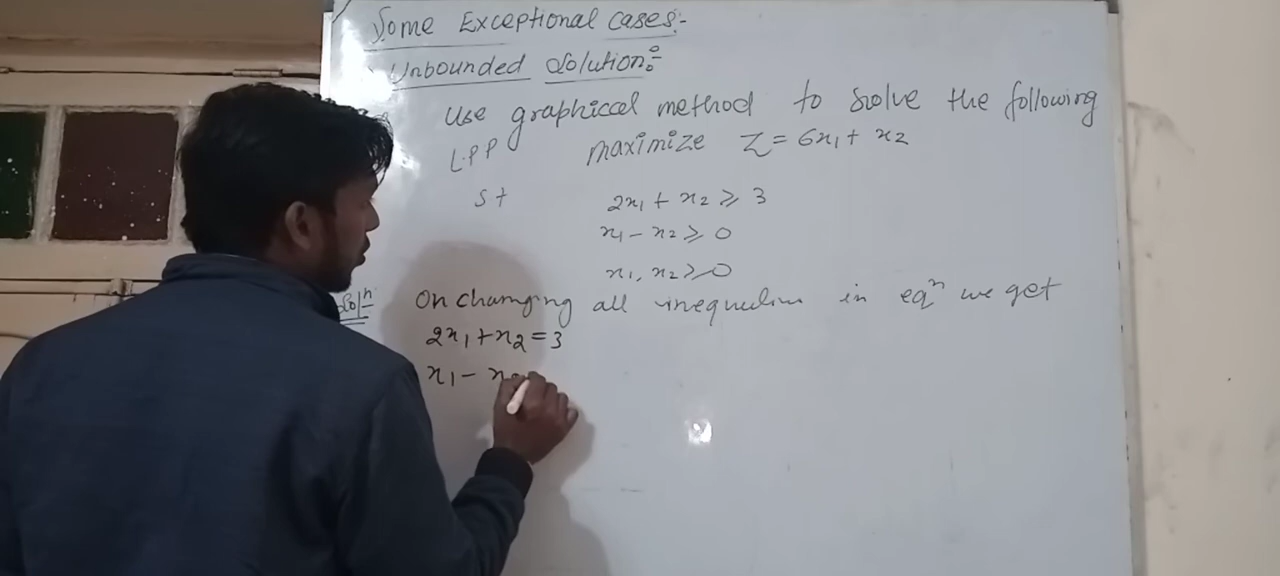 Some Exceptional cases:-
Unbounded Solution:-
Use graphical method to solve the following
L.P.P maximize Z = 6x₁ + x₂
st 2x₁ + x₂ ≥ 3
x₁ - x₂ ≥ 0
x₁, x₂ ≥ 0
Solⁿ On changing all in eqⁿ we get
2x₁ + x₂ = 3
x₁ - x₂